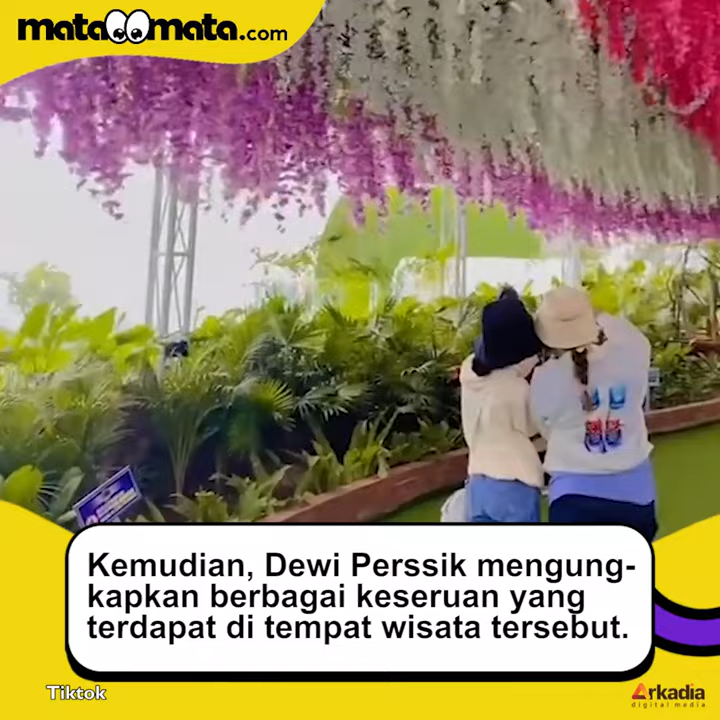 matamata.com
Kemudian, Dewi Perssik mengung-
kapkan berbagai keseruan yang
terdapat di tempat wisata tersebut.
Tiktok
Arkadia
digital media